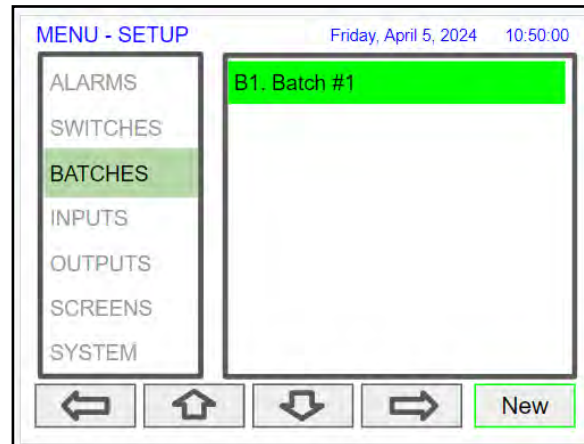 MENU - SETUP Friday, April 5, 2024 10:50:00
ALARMS
SWITCHES
BATCHES
INPUTS
OUTPUTS
SCREENS
SYSTEM
B1. Batch #1
New